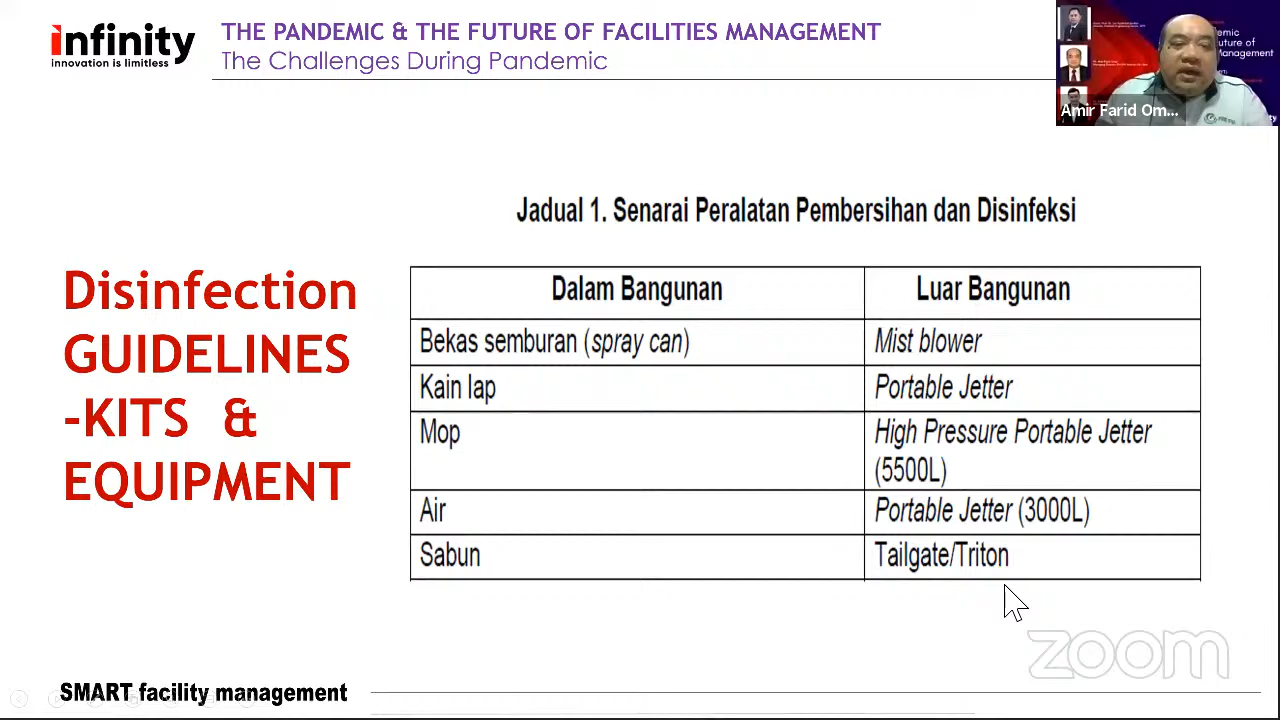 infinity
innovation is limitless
THE PANDEMIC & THE FUTURE OF FACILITIES MANAGEMENT
The Challenges During Pandemic
Amir Farid Om...
Disinfection
GUIDELINES
-KITS & 
EQUIPMENT
Jadual 1. Senarai Peralatan Pembersihan dan Disinfeksi
Dalam Bangunan
Luar Bangunan
Bekas semburan (spray can)
Mist blower
Kain lap
Portable Jetter
Mop
High Pressure Portable Jetter
(5500L)
Air
Portable Jetter (3000L)
Sabun
Tailgate/Triton
zoom
SMART facility management